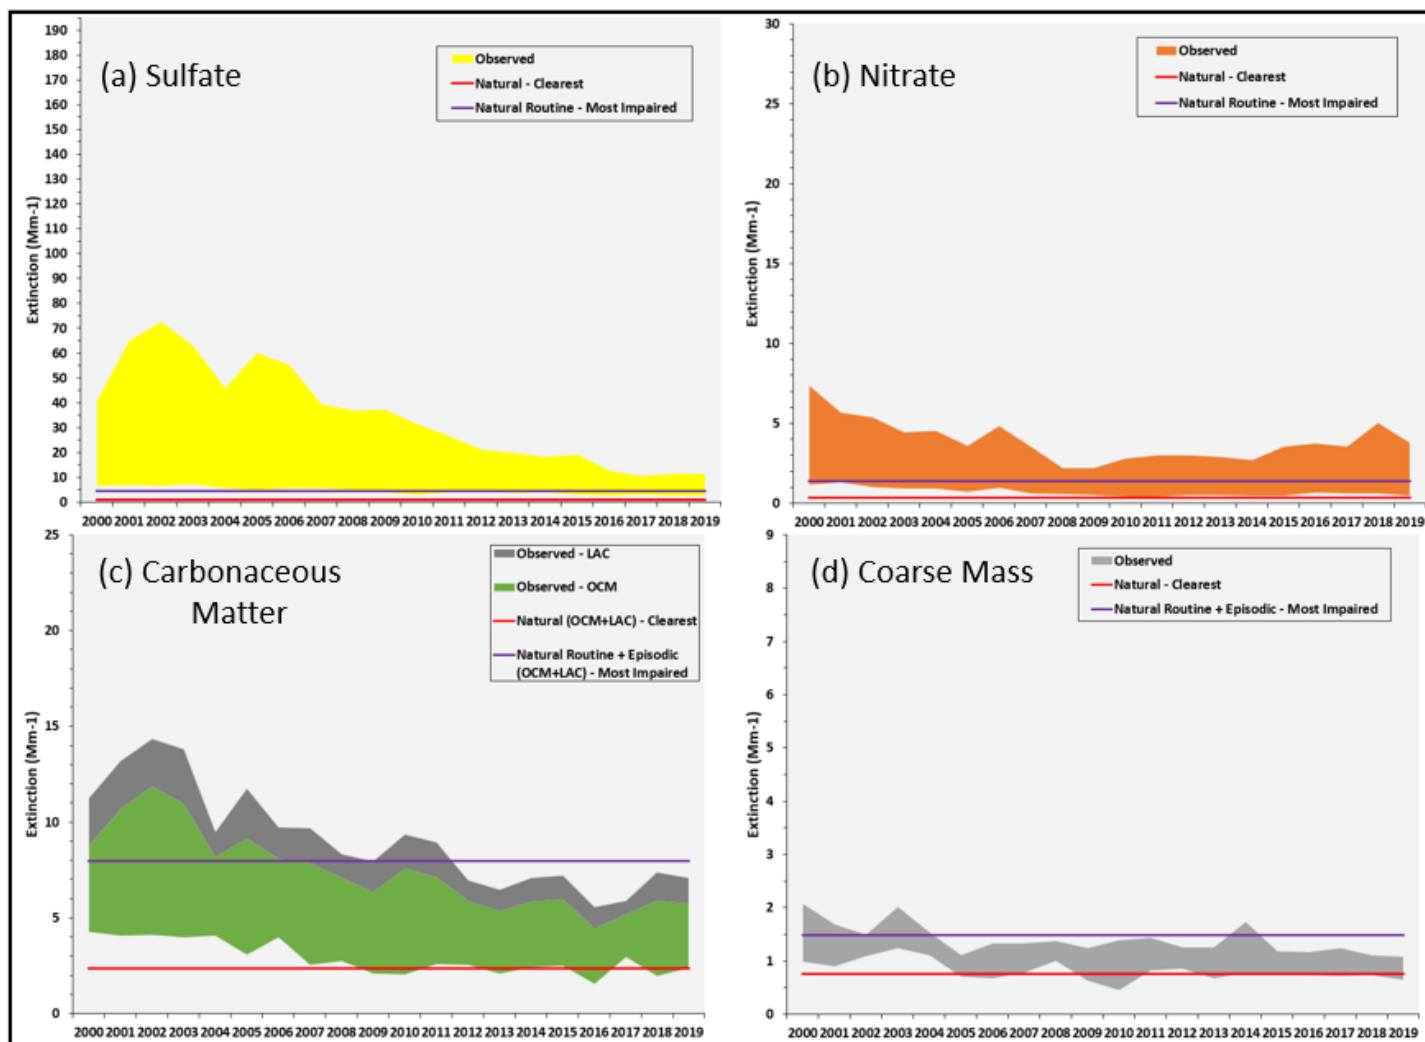 (a) Sulfate
Observed
Natural - Clearest
Natural Routine - Most Impaired
Extinction (Mm-1)
190
180
170
160
150
140
130
120
110
100
90
80
70
60
50
40
30
20
10
0
2000 2001 2002 2003 2004 2005 2006 2007 2008 2009 2010 2011 2012 2013 2014 2015 2016 2017 2018 2019
(b) Nitrate
Observed
Natural - Clearest
Natural Routine - Most Impaired
Extinction (Mm-1)
30
25
20
15
10
5
0
2000 2001 2002 2003 2004 2005 2006 2007 2008 2009 2010 2011 2012 2013 2014 2015 2016 2017 2018 2019
(c) Carbonaceous
Matter
Observed - LAC
Observed - OCM
Natural (OCM+LAC) - Clearest
Natural Routine + Episodic
(OCM+LAC) - Most Impaired
Extinction (Mm-1)
25
20
15
10
5
0
2000 2001 2002 2003 2004 2005 2006 2007 2008 2009 2010 2011 2012 2013 2014 2015 2016 2017 2018 2019
(d) Coarse Mass
Observed
Natural - Clearest
Natural Routine + Episodic - Most Impaired
Extinction (Mm-1)
9
8
7
6
5
4
3
2
1
0
2000 2001 2002 2003 2004 2005 2006 2007 2008 2009 2010 2011 2012 2013 2014 2015 2016 2017 2018 2019